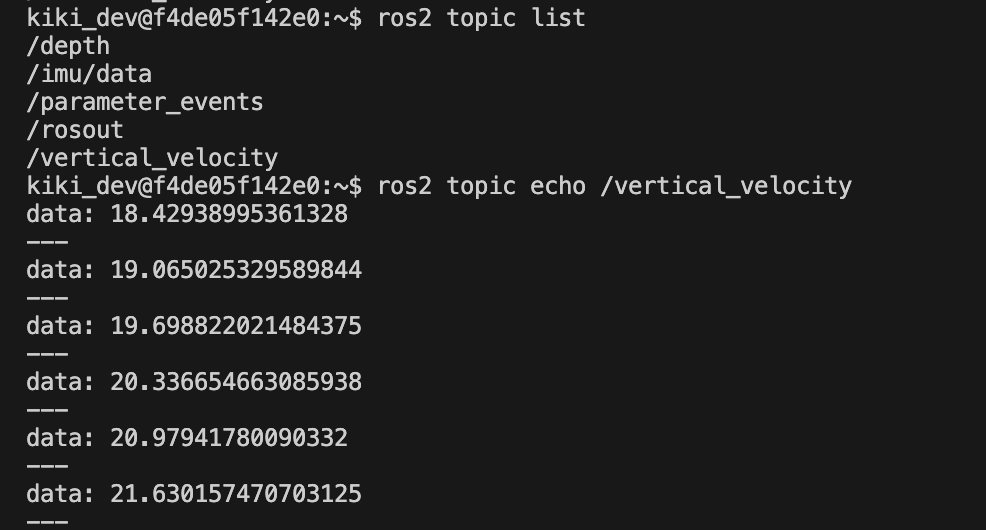 kiki_dev@f4de05f142e0:~$ ros2 topic list
/depth
/imu/data
/parameter_events
/rosout
/vertical_velocity
kiki_dev@f4de05f142e0:~$ ros2 topic echo /vertical_velocity
data: 18.42938995361328
---
data: 19.065025329589844
---
data: 19.698822021484375
---
data: 20.336654663085938
---
data: 20.97941780090332
---
data: 21.630157470703125
---